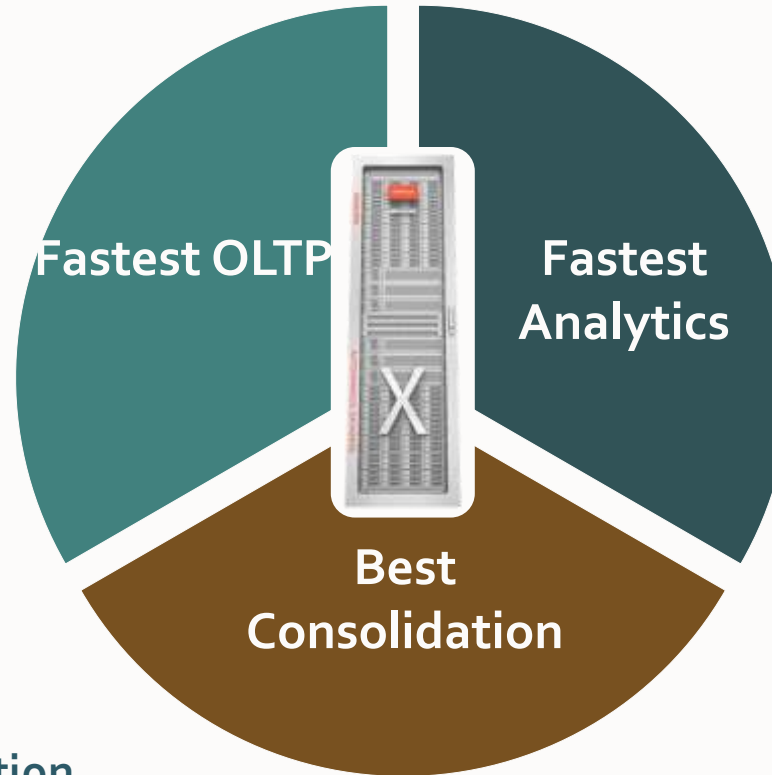 Fastest OLTP
Fastest
Analytics
X
Best
Consolidation